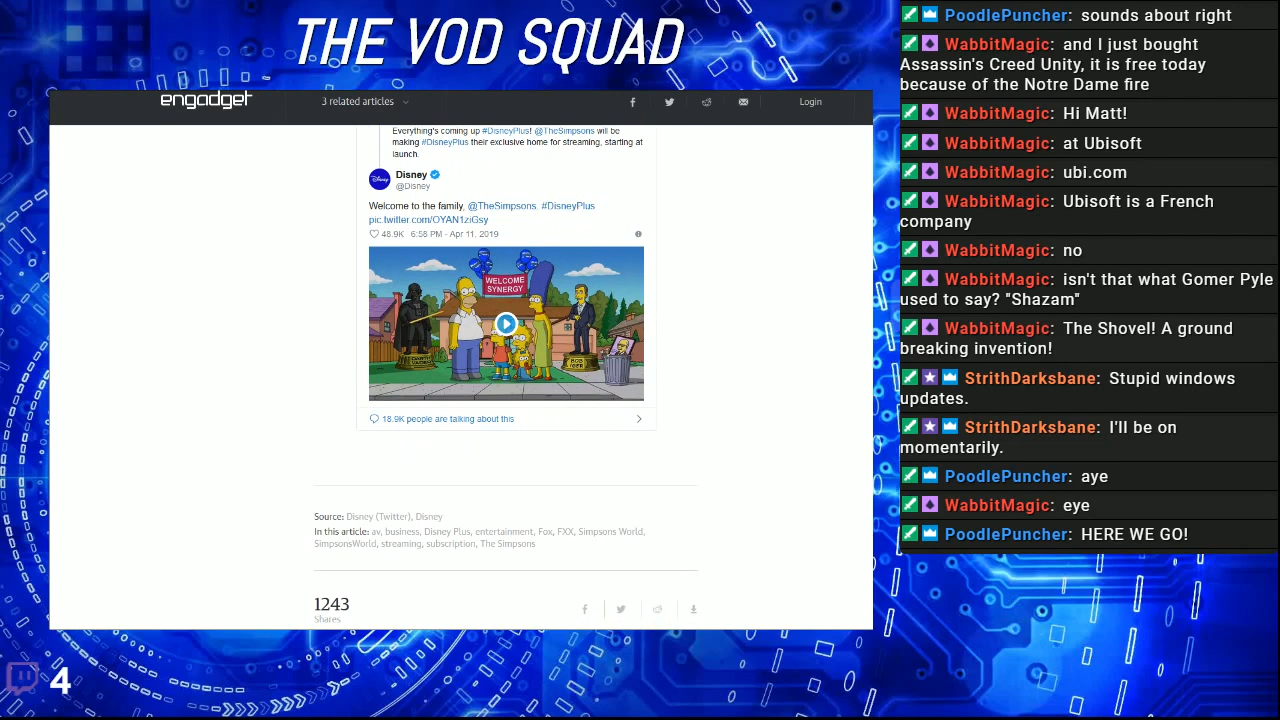 THE VOD SQUAD
engadget
3 related articles
Login
Everything's coming up #DisneyPlus! @TheSimpsons will be
making #DisneyPlus their exclusive home for streaming, starting at
launch.
Disney
@Disney
Welcome to the family, @TheSimpsons. #DisneyPlus
pic.twitter.com/OYAN1ziGsy
48.9K 6:58 PM - Apr 11, 2019
WELCOME
SYNERGY
BOB
IGER
18.9K people are talking about this
Source: Disney (Twitter), Disney
In this article: av, business, Disney Plus, entertainment, Fox, FXX, Simpsons World,
SimpsonsWorld, streaming, subscription, The Simpsons
1243
Shares
4
PoodlePuncher: sounds about right
WabbitMagic: and I just bought
Assassin's Creed Unity, it is free today
because of the Notre Dame fire
WabbitMagic: Hi Matt!
WabbitMagic: at Ubisoft
WabbitMagic: ubi.com
WabbitMagic: Ubisoft is a French
company
WabbitMagic: no
WabbitMagic: isn't that what Gomer Pyle
used to say? "Shazam"
WabbitMagic: The Shovel! A ground
breaking invention!
StrithDarksbane: Stupid windows
updates.
StrithDarksbane: I'll be on
momentarily.
PoodlePuncher: aye
WabbitMagic: eye
PoodlePuncher: HERE WE GO!